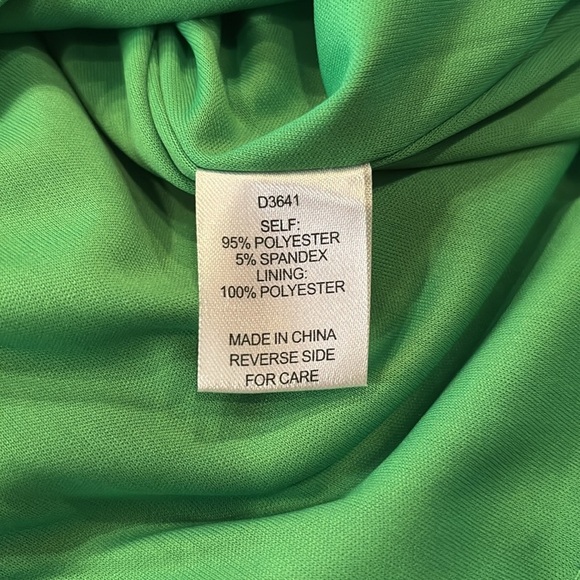 D3641
SELF:
95% POLYESTER
5% SPANDEX
LINING:
100% POLYESTER
MADE IN CHINA
REVERSE SIDE
FOR CARE